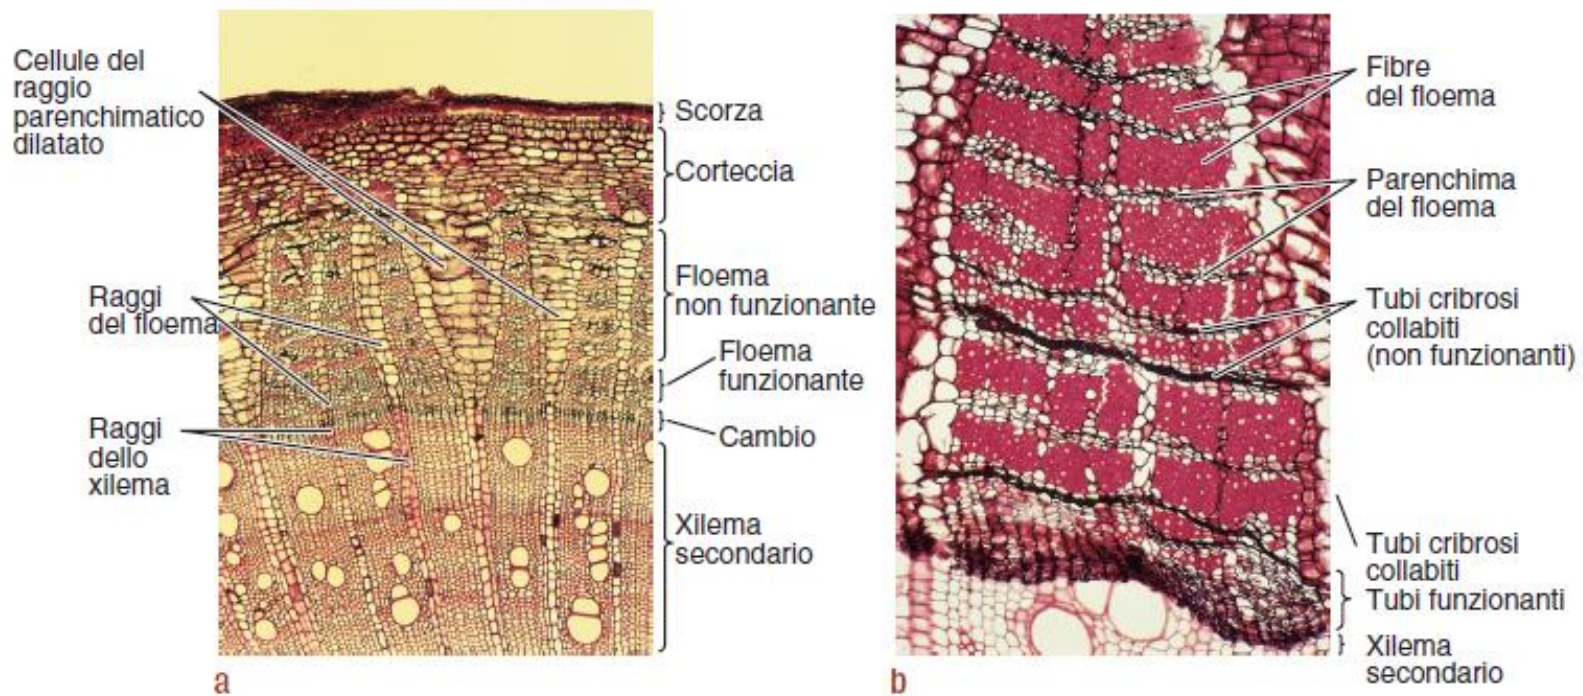 Cellule del
raggio
parenchimatico
dilatato
Raggi
del floema
Raggi
dello
xilema
Scorza
Corteccia
Floema
non funzionante
Floema
funzionante
Cambio
Xilema
secondario
a
Fibre
del floema
Parenchima
del floema
Tubi cribrosi
collabiti
(non funzionanti)
Tubi cribrosi
collabiti
Tubi funzionanti
Xilema
secondario
b